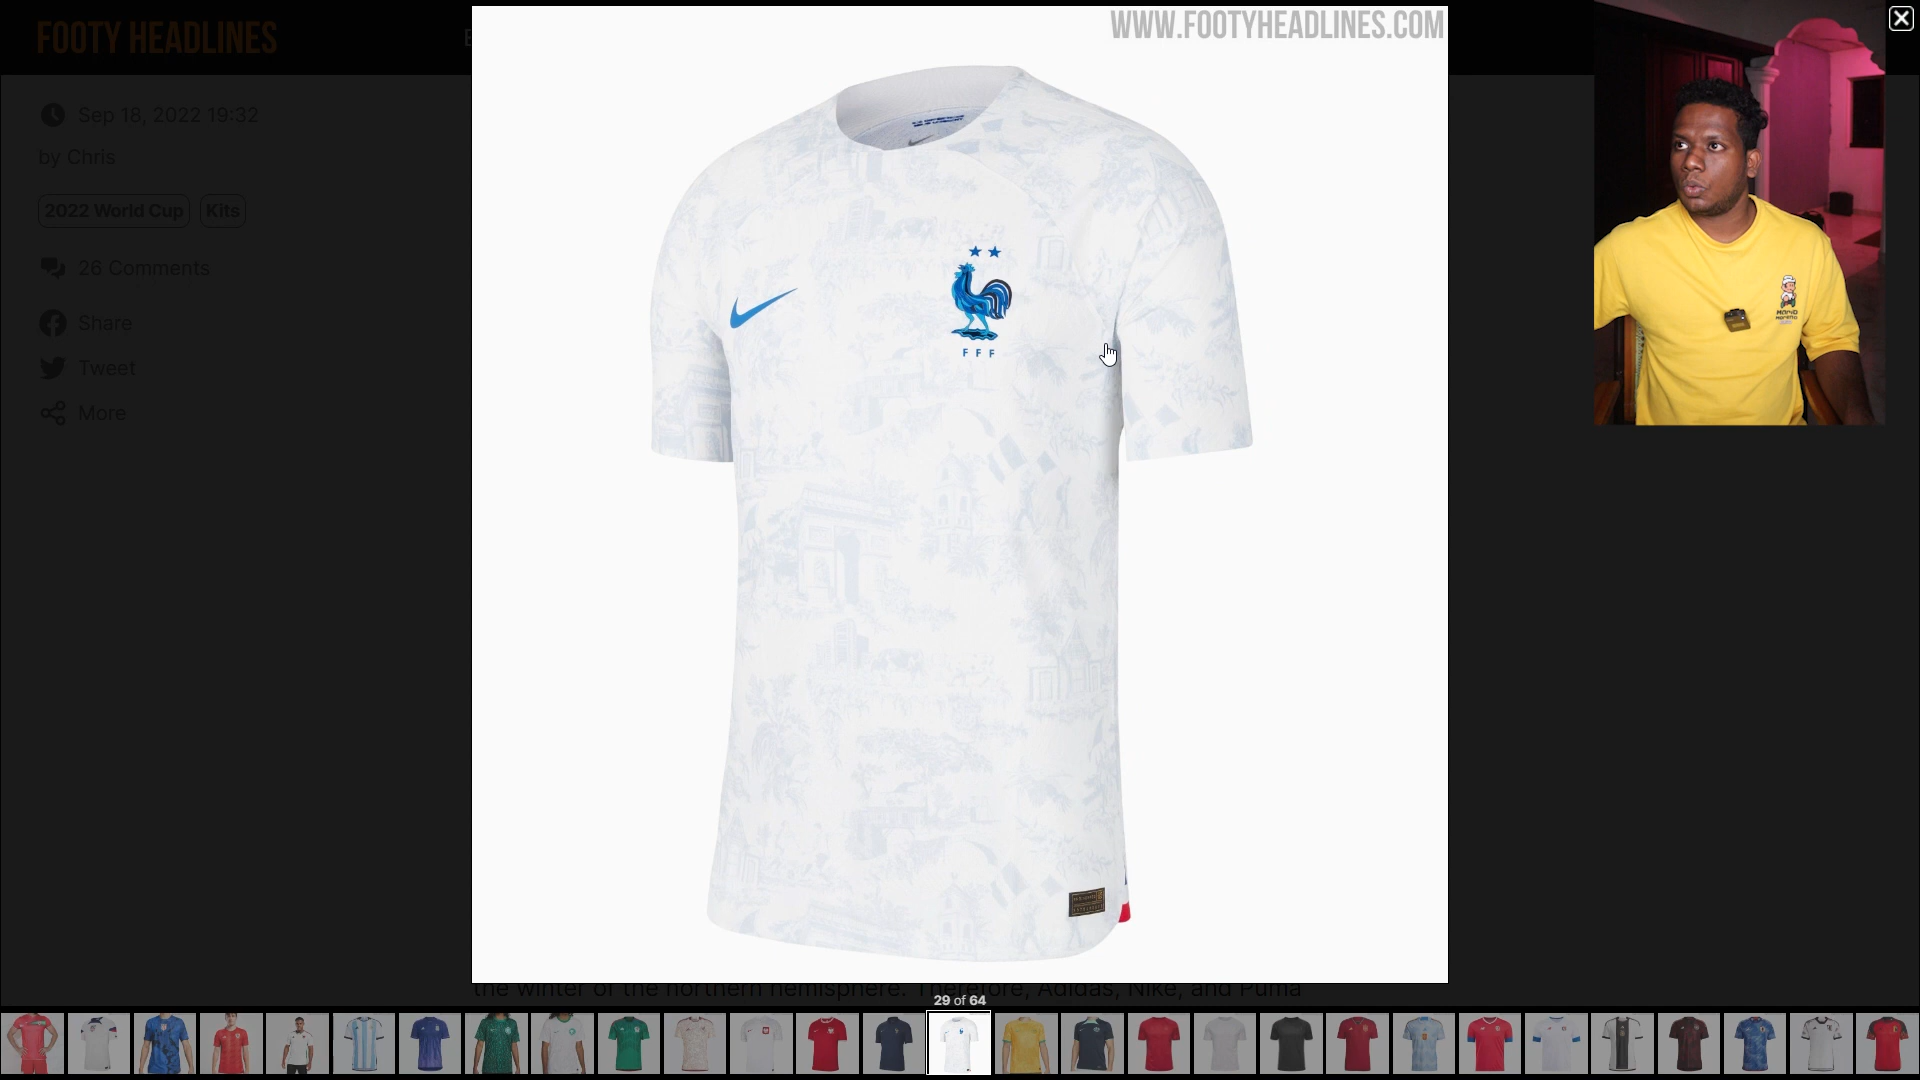 WWW.FOOTYHEADLINES.COM
FOOTY HEADLINES
Sep 18, 2022 19:32
by Chris
2022 World Cup
Kits
26 Comments
Share
Tweet
More
F F F
the winter of the northern hemisphere. Therefore, Adidas, Nike, and Puma
29 of 64